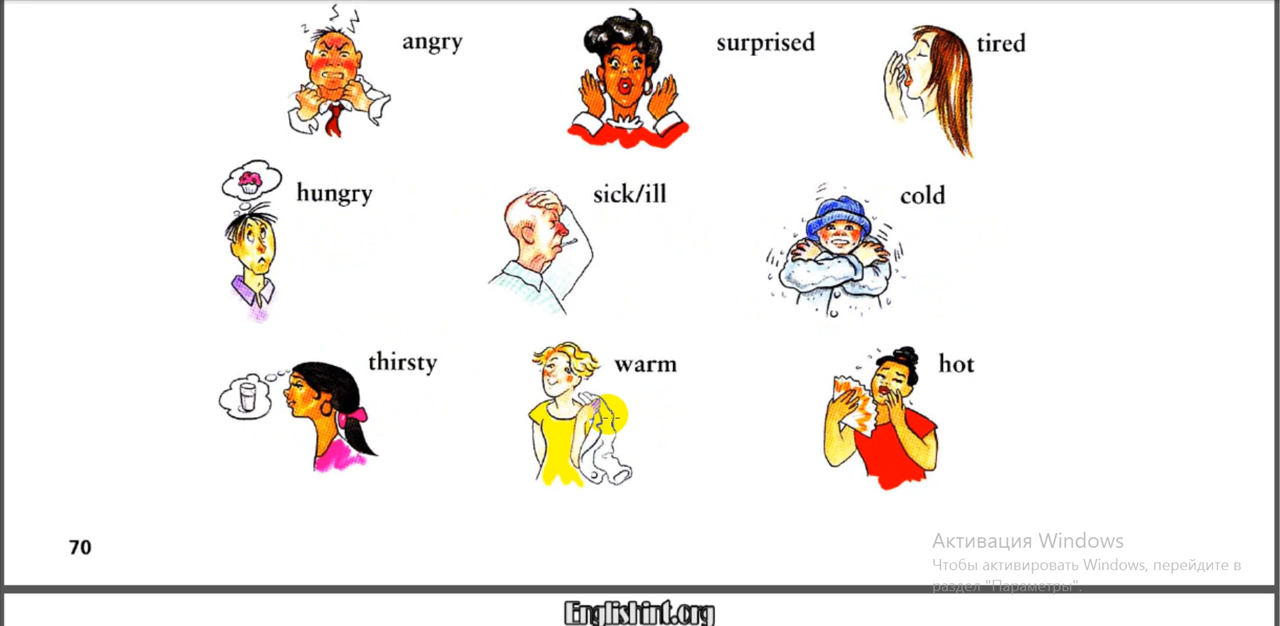 angry
surprised
tired
hungry
sick/ill
cold
thirsty
warm
hot
70
Активация Windows
Чтобы активировать Windows, перейдите в
раздел "Параметры".
Englishint.org